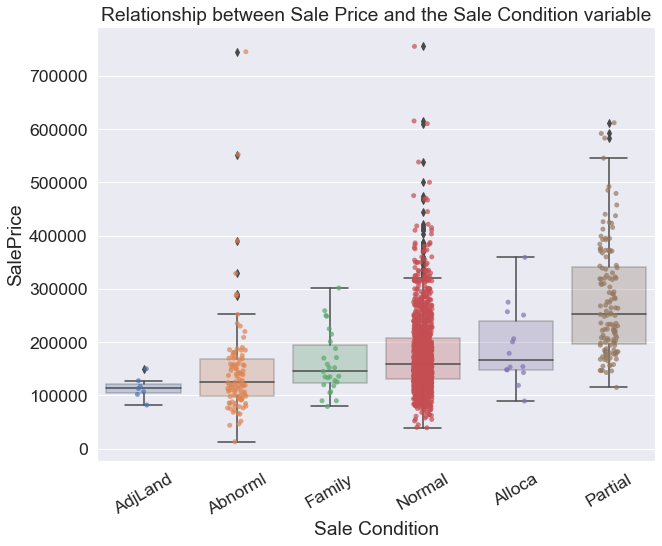 Relationship between Sale Price and the Sale Condition variable
SalePrice
700000
600000
500000
400000
300000
200000
100000
0
AdjLand
Abnorml
Family
Normal
Alloca
Partial
Sale Condition